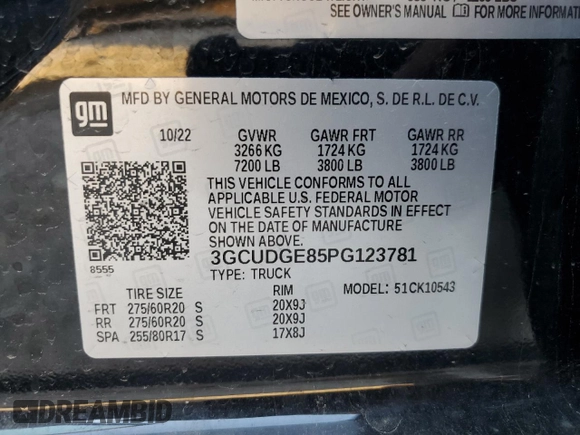 SEE OWNER'S MANUAL FOR MORE INFORMATI
gm
MFD BY GENERAL MOTORS DE MEXICO, S. DE R.L. DE C.V.
10/22 GVWR GAWR FRT GAWR RR
3266 KG 1724 KG 1724 KG
7200 LB 3800 LB 3800 LB
THIS VEHICLE CONFORMS TO ALL
APPLICABLE U.S. FEDERAL MOTOR
VEHICLE SAFETY STANDARDS IN EFFECT
ON THE DATE OF MANUFACTURE
SHOWN ABOVE.
8555
3GCUDGE85PG123781
TYPE: TRUCK
TIRE SIZE RIM MODEL: 51CK10543
FRT 275/60R20 S 20X9J
RR 275/60R20 S 20X9J
SPA 255/80R17 S 17X8J
DREAMBID